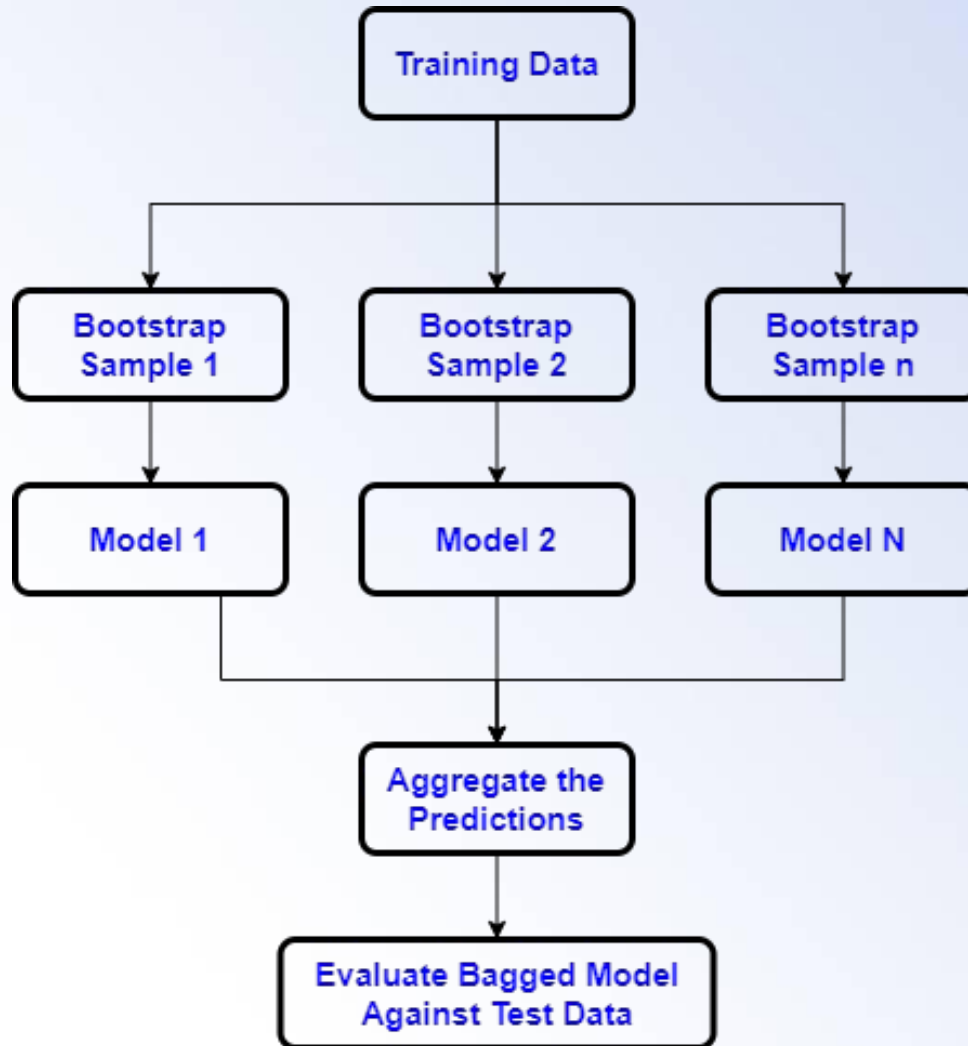 Training Data
Bootstrap
Sample 1
Bootstrap
Sample 2
Bootstrap
Sample n
Model 1
Model 2
Model N
Aggregate the
Predictions
Evaluate Bagged Model
Against Test Data